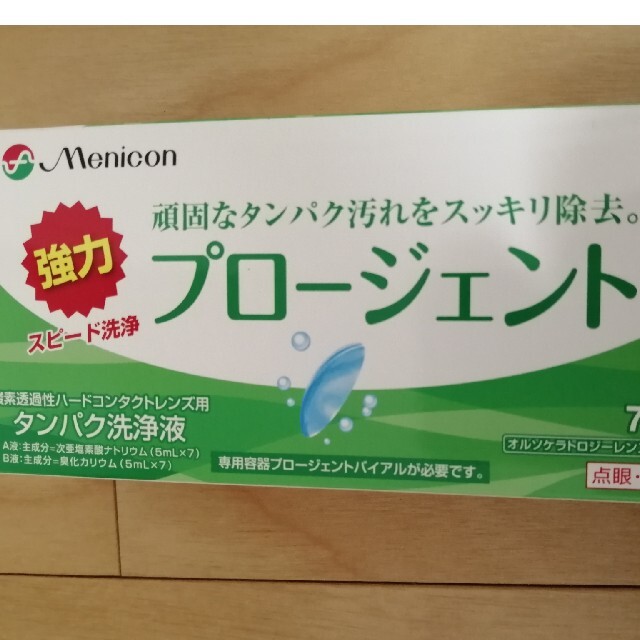 Menicon
頑固なタンパク汚れをスッキリ除去。
強力
スピード洗浄
プロージェント
酸素透過性ハードコンタクトレンズ用
タンパク洗浄液
A液:主成分=次亜塩素酸ナトリウム(5mL×7)
B液:主成分=臭化カリウム(5mL×7)
専用容器プロージェントバイアルが必要です。
7
オルソケラトロジーレンズ
点眼・